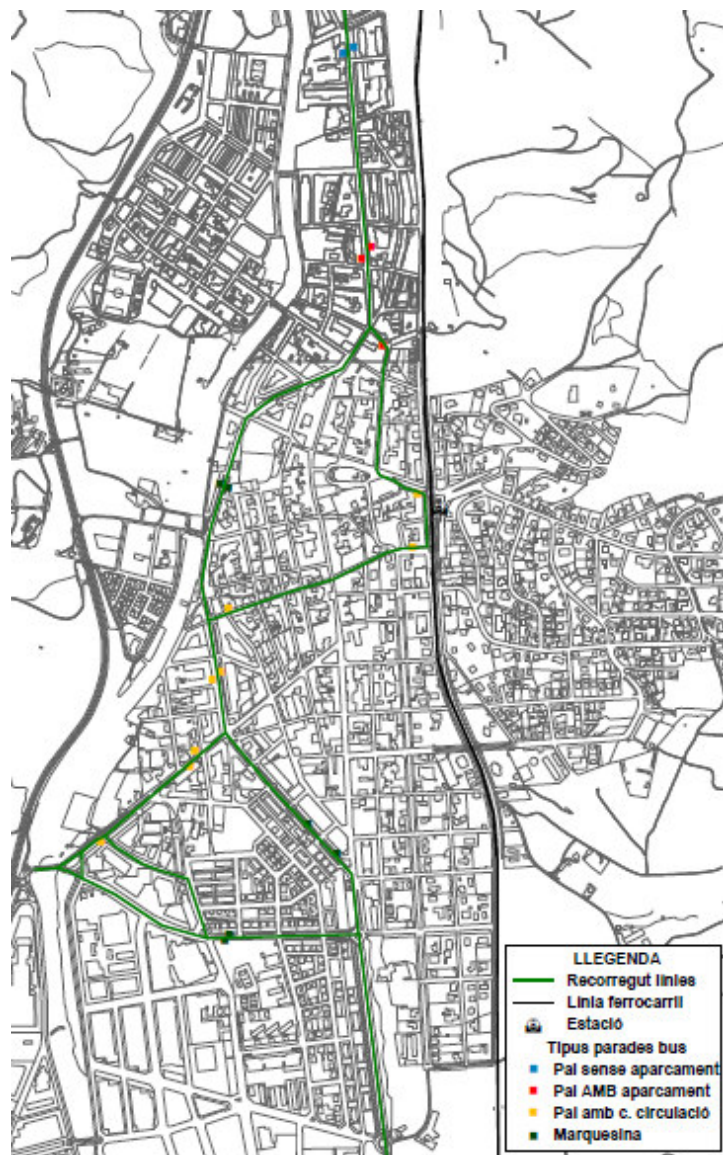 LLEGENDA
Recorregut línies
Línia ferrocarril
Estació
Tipus parades bus
Pal sense aparcament
Pal AMB aparcament
Pal amb c. circulació
Marquesina